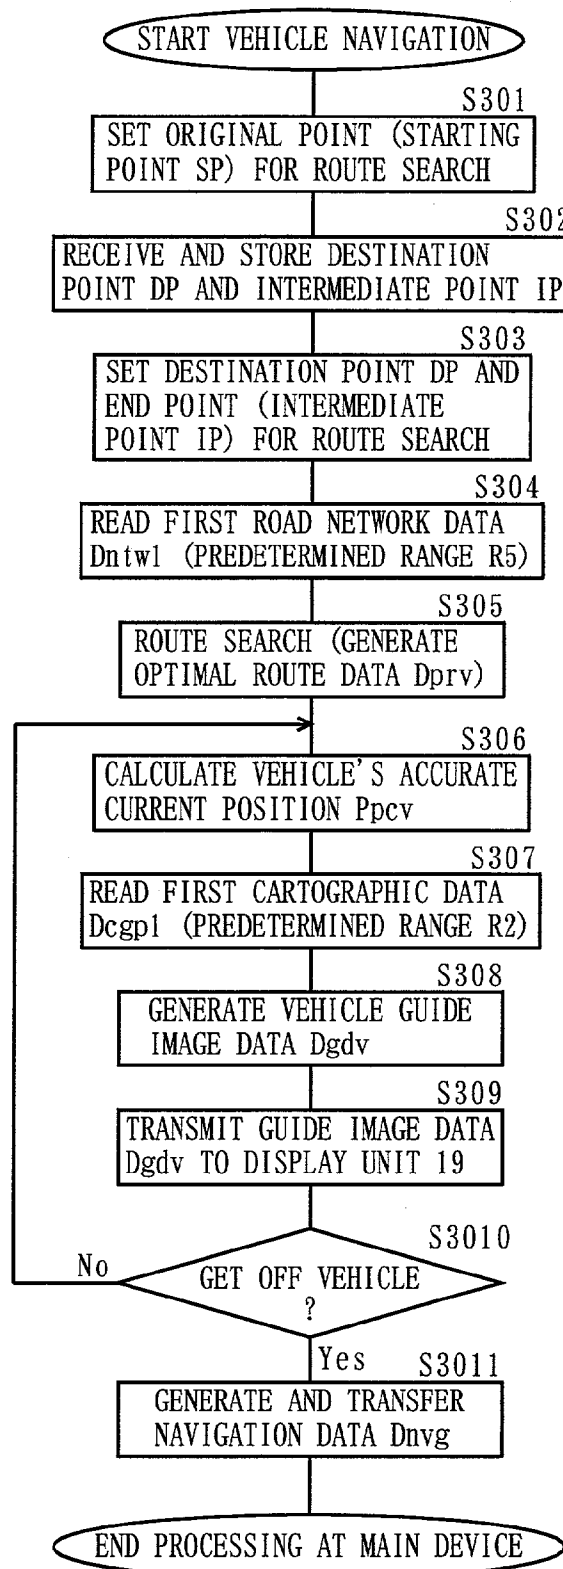 START VEHICLE NAVIGATION
S301
SET ORIGINAL POINT (STARTING
POINT SP) FOR ROUTE SEARCH
S302
RECEIVE AND STORE DESTINATION
POINT DP AND INTERMEDIATE POINT IP
S303
SET DESTINATION POINT DP AND
END POINT (INTERMEDIATE
POINT IP) FOR ROUTE SEARCH
S304
READ FIRST ROAD NETWORK DATA
Dntw1 (PREDETERMINED RANGE R5)
S305
ROUTE SEARCH (GENERATE
OPTIMAL ROUTE DATA Dprv)
S306
CALCULATE VEHICLE'S ACCURATE
CURRENT POSITION Ppcv
S307
READ FIRST CARTOGRAPHIC DATA
Dcgp1 (PREDETERMINED RANGE R2)
S308
GENERATE VEHICLE GUIDE
IMAGE DATA Dgdv
S309
TRANSMIT GUIDE IMAGE DATA
Dgdv TO DISPLAY UNIT 19
S3010
No
GET OFF VEHICLE
?
Yes
S3011
GENERATE AND TRANSFER
NAVIGATION DATA Dnvg
END PROCESSING AT MAIN DEVICE